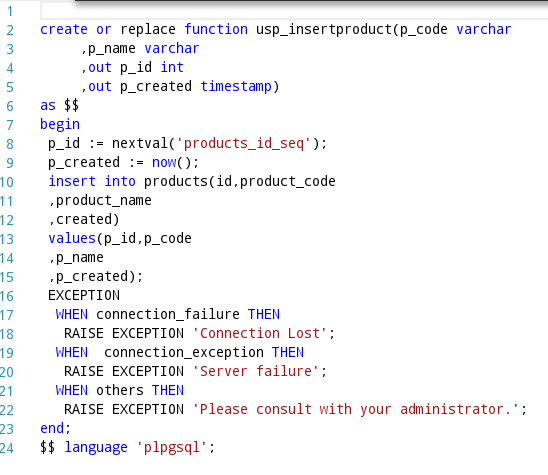 1
2 create or replace function usp_insertproduct(p_code varchar
3 ,p_name varchar
4 ,out p_id int
5 ,out p_created timestamp)
6 as $$
7 begin
8 p_id := nextval('products_id_seq');
9 p_created := now();
10 insert into products(id,product_code
11 ,product_name
12 ,created)
13 values(p_id,p_code
14 ,p_name
15 ,p_created);
16 EXCEPTION
17 WHEN connection_failure THEN
18 RAISE EXCEPTION 'Connection Lost';
19 WHEN  connection_exception THEN
20 RAISE EXCEPTION 'Server failure';
21 WHEN others THEN
22 RAISE EXCEPTION 'Please consult with your administrator.';
23 end;
24 $$ language 'plpgsql';